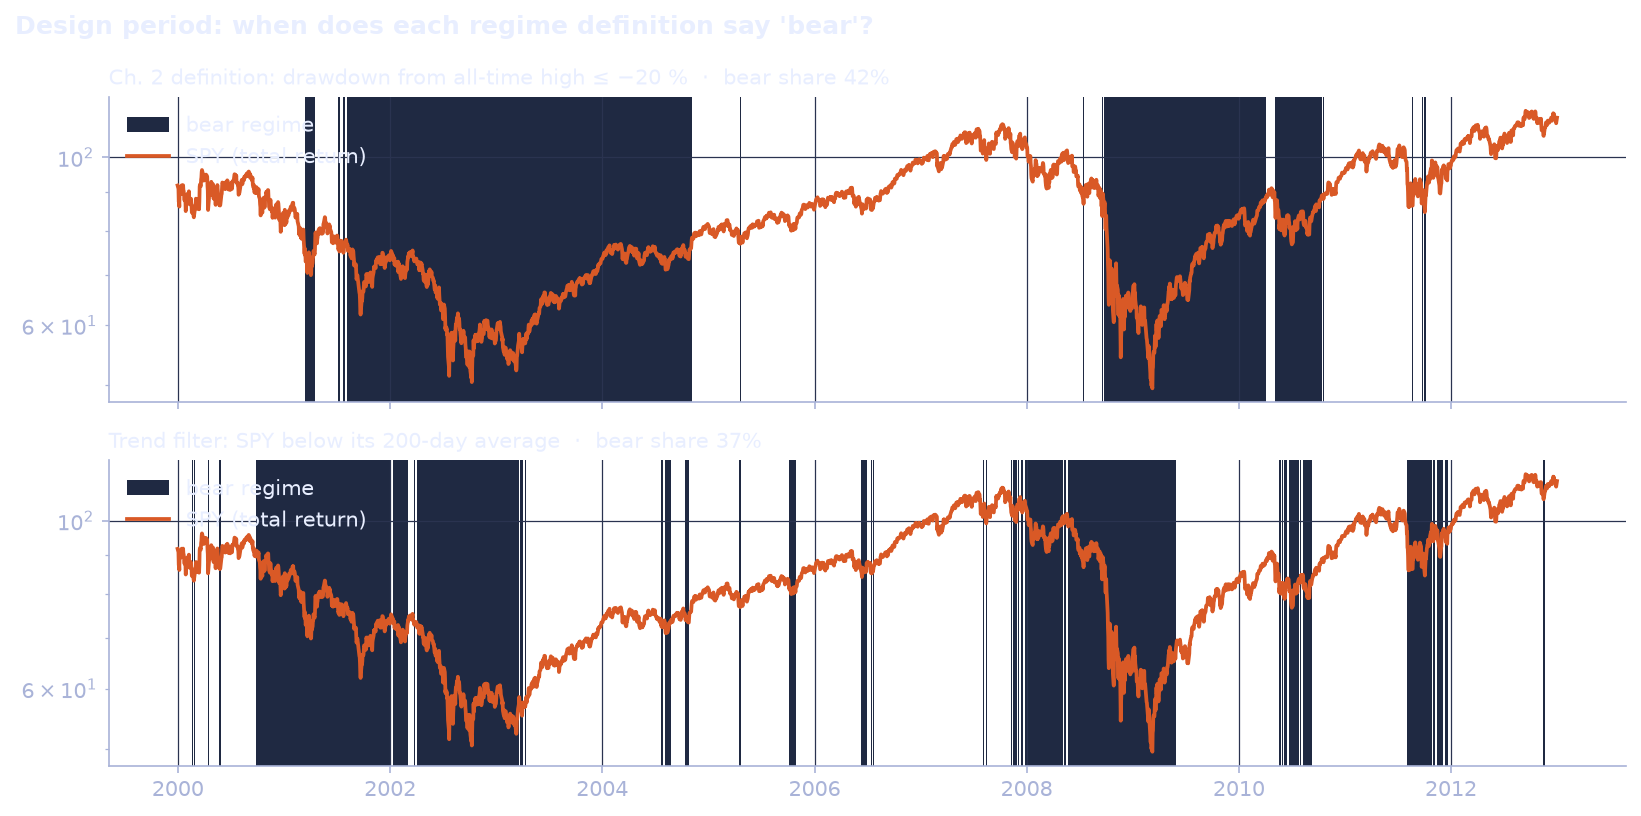 Design period: when does each regime definition say 'bear'?
Ch. 2 definition: drawdown from all-time high ≤ −20 % · bear share 42%
bear regime
SPY (total return)
10²
6 × 10¹
Trend filter: SPY below its 200-day average · bear share 37%
bear regime
SPY (total return)
10²
6 × 10¹
2000 2002 2004 2006 2008 2010 2012